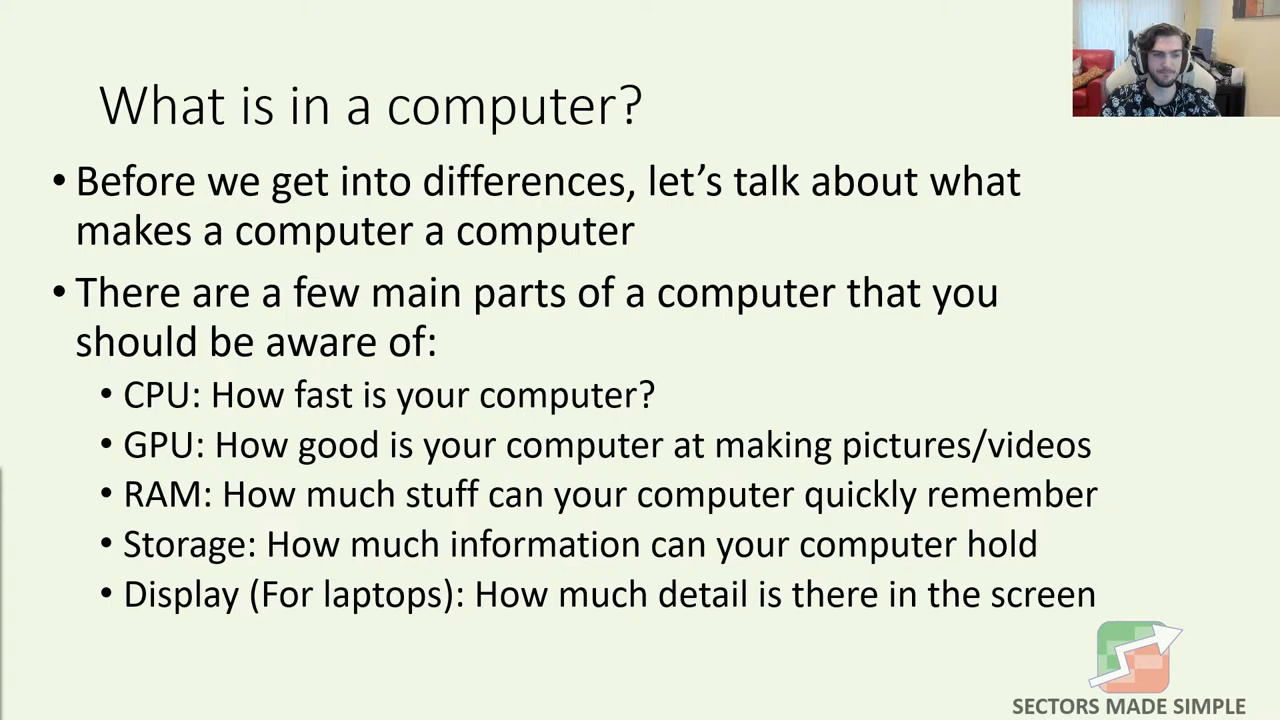 What is in a computer?
• Before we get into differences, let’s talk about what
makes a computer a computer
• There are a few main parts of a computer that you
should be aware of:
• CPU: How fast is your computer?
• GPU: How good is your computer at making pictures/videos
• RAM: How much stuff can your computer quickly remember
• Storage: How much information can your computer hold
• Display (For laptops): How much detail is there in the screen
SECTORS MADE SIMPLE